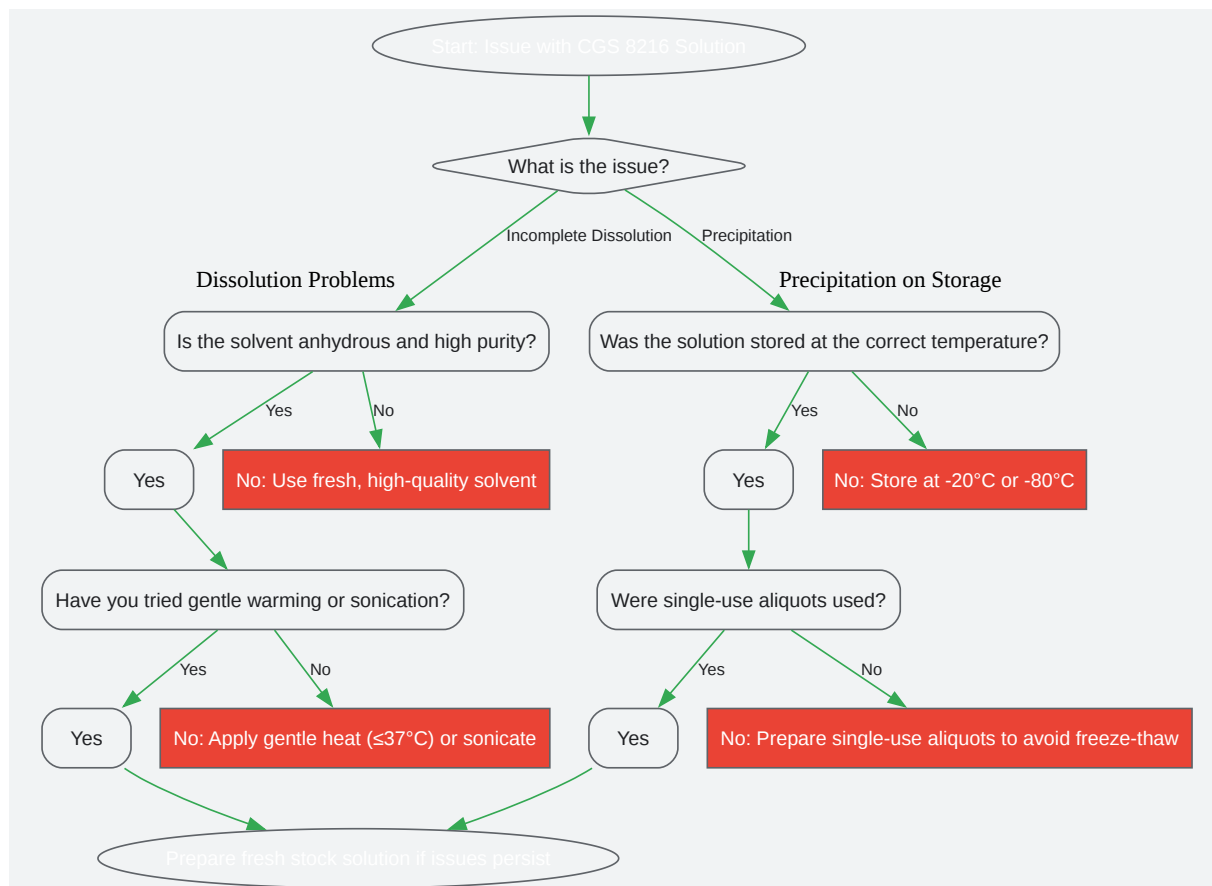 Start: Issue with CGS 8216 Solution
What is the issue?
Incomplete Dissolution
Precipitation
Dissolution Problems
Precipitation on Storage
Is the solvent anhydrous and high purity?
Was the solution stored at the correct temperature?
Yes
No
Yes
No
Yes
No: Use fresh, high-quality solvent
Yes
No: Store at -20°C or -80°C
Have you tried gentle warming or sonication?
Were single-use aliquots used?
Yes
No
Yes
No
Yes
No: Apply gentle heat (≤37°C) or sonicate
Yes
No: Prepare single-use aliquots to avoid freeze-thaw
Prepare fresh stock solution if issues persist